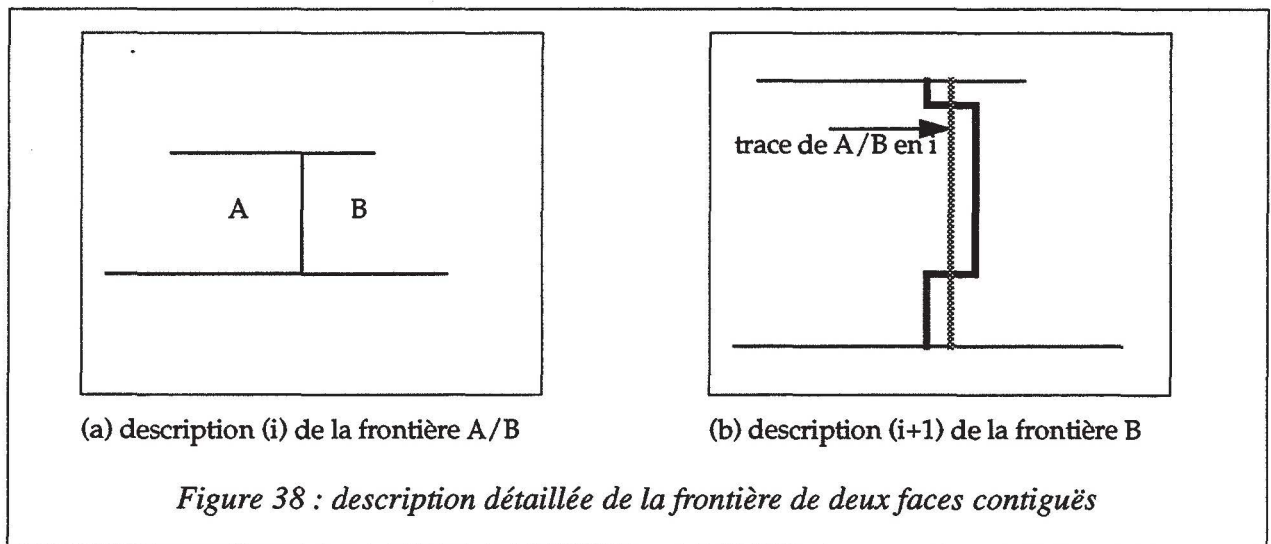 A
B
trace de A/B en i
(a) description (i) de la frontière A/B
(b) description (i+1) de la frontière B
Figure 38 : description détaillée de la frontière de deux faces contiguës